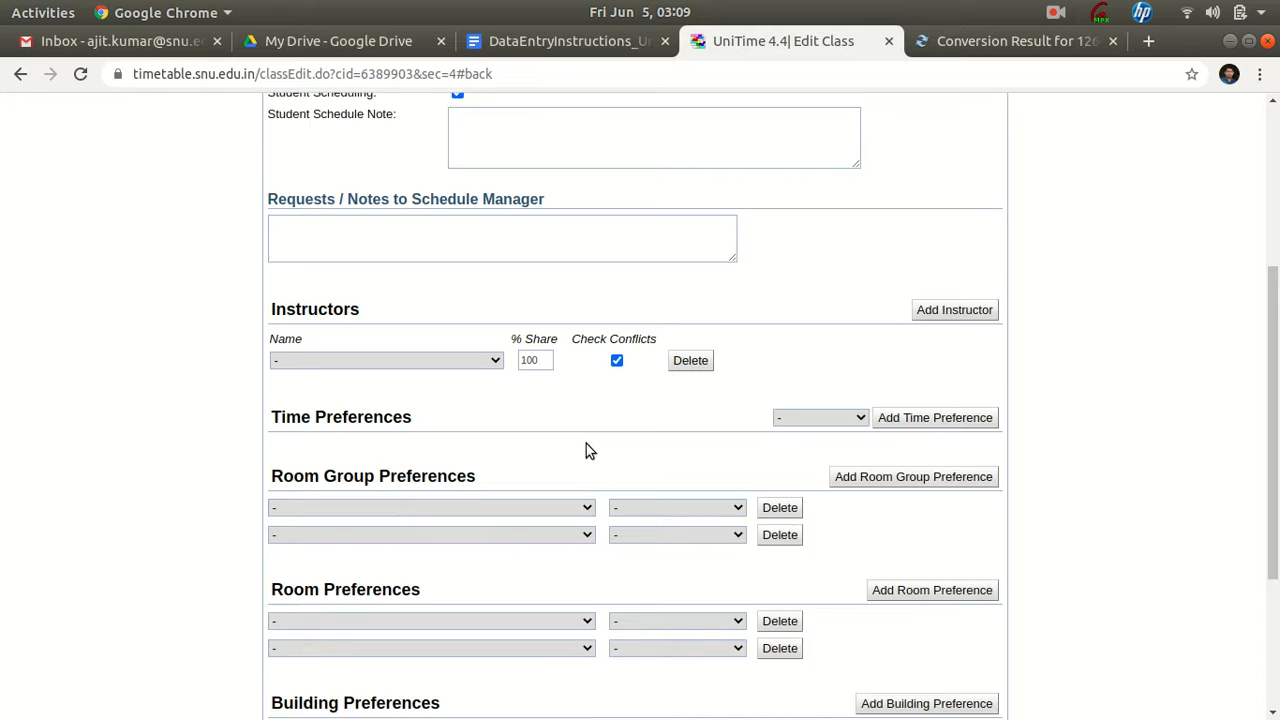 Activities Google Chrome Fri Jun 5, 03:09
Inbox - ajit.kumar@snu.e My Drive - Google Drive DataEntryInstructions_Un UniTime 4.4| Edit Class Conversion Result for 126
timetable.snu.edu.in/classEdit.do?cid=6389903&sec=4#back
Student Scheduling:
Student Schedule Note:
Requests / Notes to Schedule Manager
Instructors Add Instructor
Name % Share Check Conflicts
- 100 Delete
Time Preferences - Add Time Preference
Room Group Preferences Add Room Group Preference
- - Delete
- - Delete
Room Preferences Add Room Preference
- - Delete
- - Delete
Building Preferences Add Building Preference